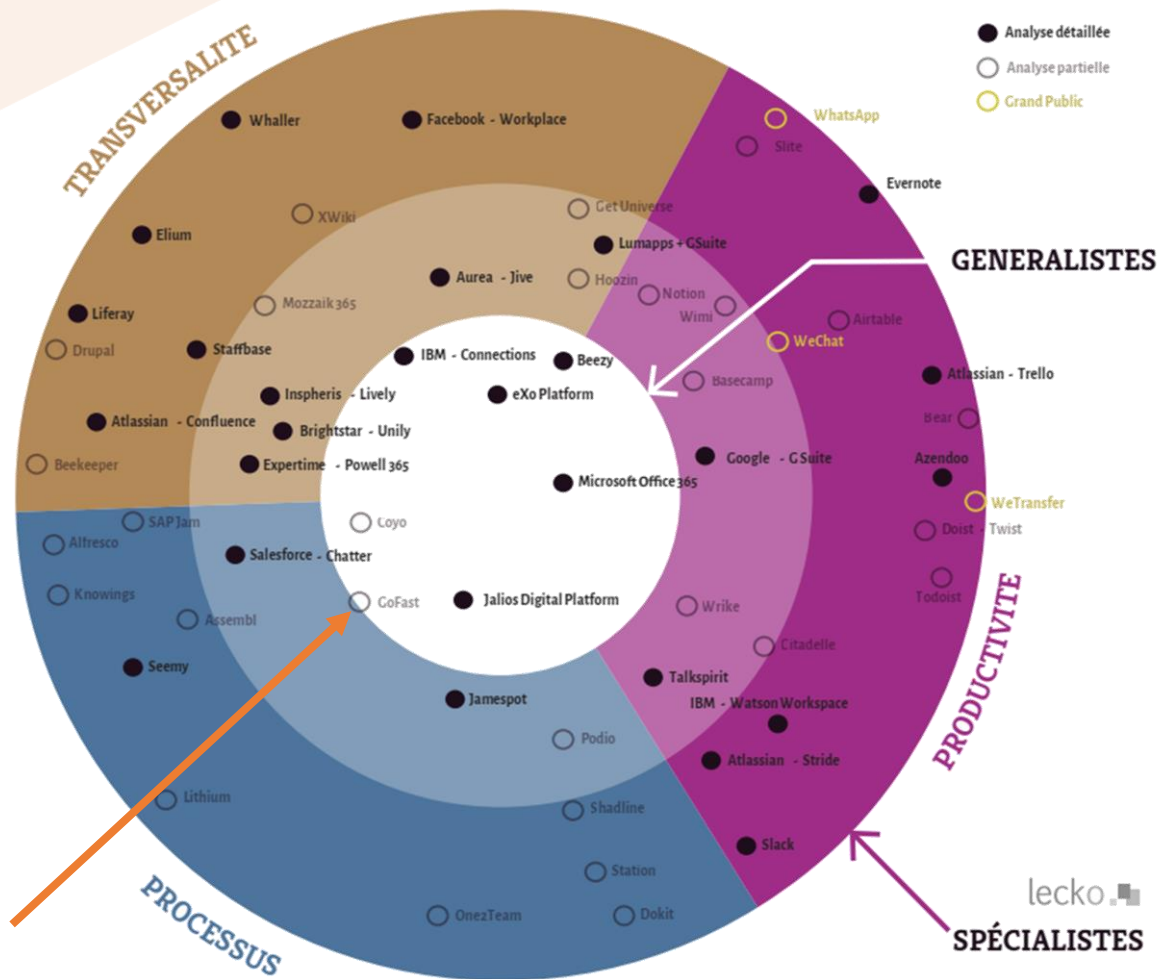 TRANSVERSALITE
Analyse détaillée
Analyse partielle
Grand Public
Whaller
Facebook - Workplace
WhatsApp
Slite
Evernote
XWiki
Get Universe
Elium
Lumapps + GSuite
GENERALISTES
Aurea - Jive
Hoozin
Notion
Mozzaik 365
Wimi
Liferay
Airtable
WeChat
Drupal
Staffbase
IBM - Connections
Beezy
Atlassian - Trello
Basecamp
Inspheris - Lively
eXo Platform
Bear
Atlassian - Confluence
Brightstar - Unily
Beekeeper
Expertime - Powell 365
Google - G Suite
Azendoo
Microsoft Office 365
WeTransfer
SAP Jam
Coyo
Doist - Twist
Alfresco
Salesforce - Chatter
Knowings
GoFast
Jalios Digital Platform
Wrike
Todoist
Assembl
Citadelle
Seemy
Talkspirit
PRODUCTIVITE
Jamespot
IBM - Watson Workspace
Podio
Atlassian - Stride
Lithium
Shadline
Slack
Station
One2Team
Dokit
lecko.
PROCESSUS
SPÉCIALISTES